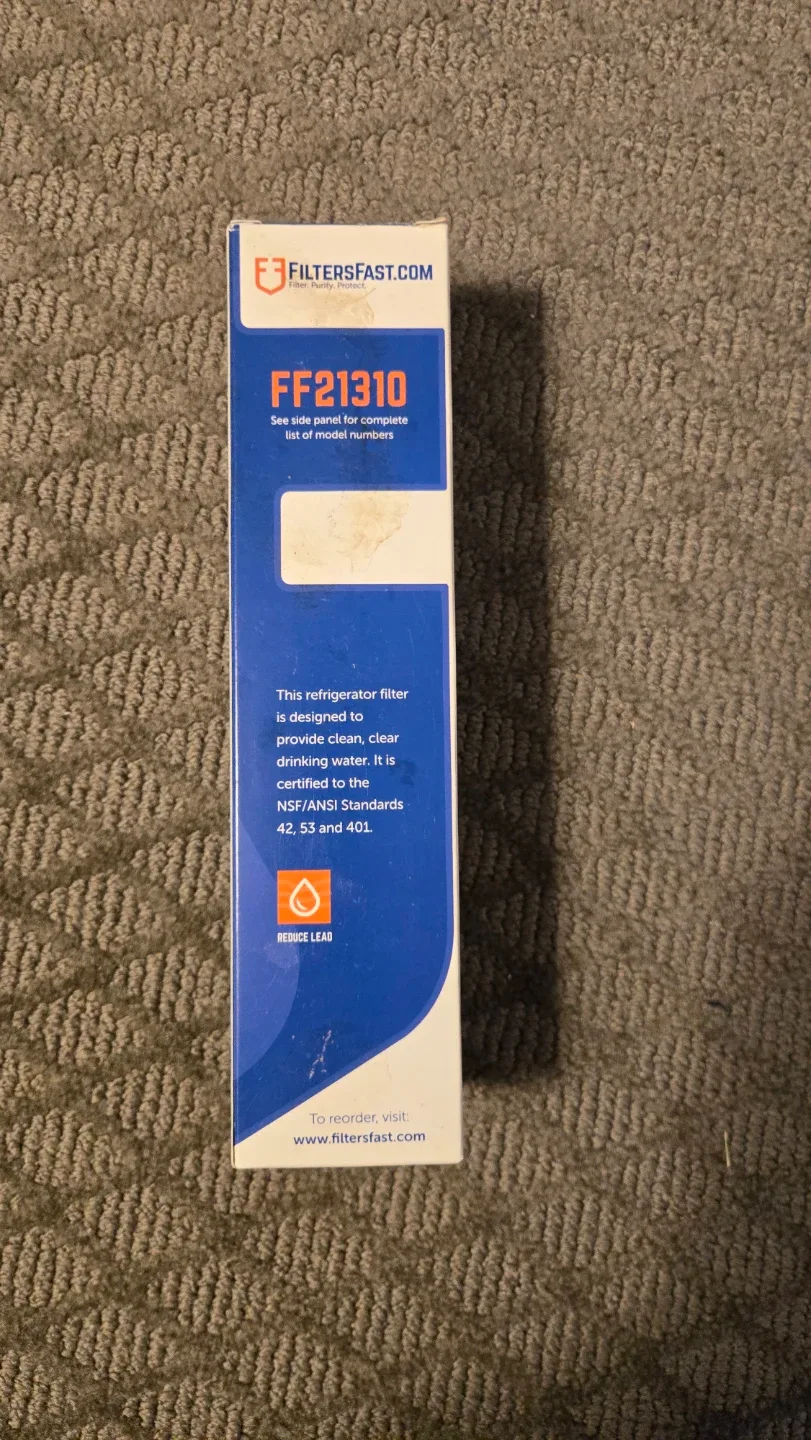 FILTERSFAST.COM
Filter. Purify. Protect.
FF21310
See side panel for complete
list of model numbers
This refrigerator filter
is designed to
provide clean, clear
drinking water. It is
certified to the
NSF/ANSI Standards
42, 53 and 401.
REDUCE LEAD
To reorder, visit:
www.filtersfast.com